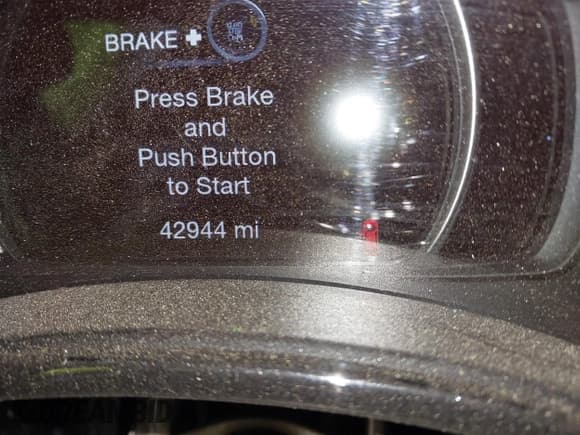 BRAKE +
Press Brake
and
Push Button
to Start
42944 mi